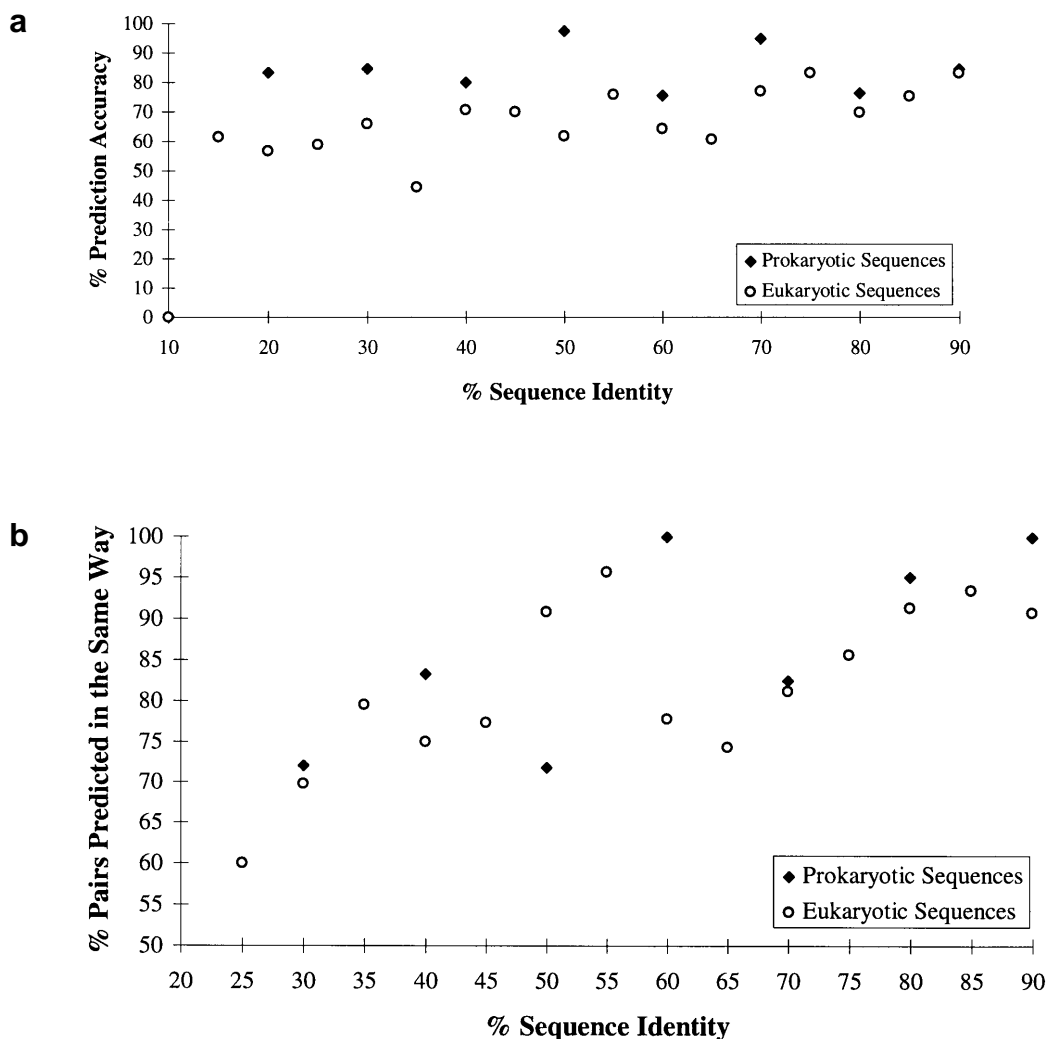 a
% Prediction Accuracy
100
90
80
70
60
50
40
30
20
10
0
10 20 30 40 50 60 70 80 90
% Sequence Identity
Prokaryotic Sequences
Eukaryotic Sequences
b
% Pairs Predicted in the Same Way
100
95
90
85
80
75
70
65
60
55
50
20 25 30 35 40 45 50 55 60 65 70 75 80 85 90
% Sequence Identity
Prokaryotic Sequences
Eukaryotic Sequences